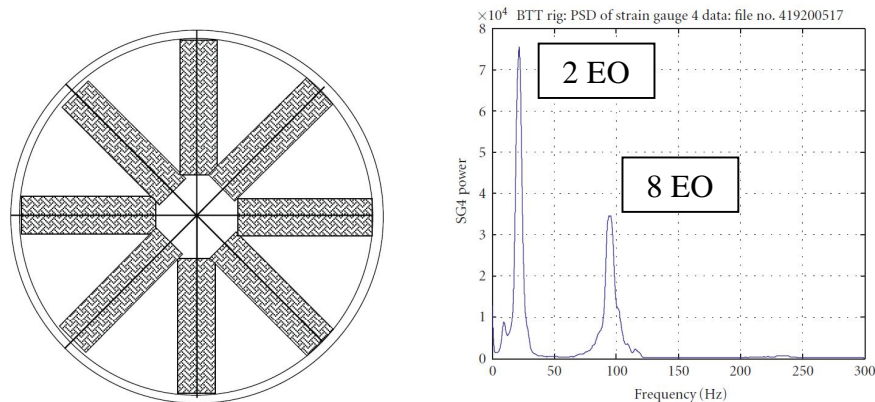 ×10⁴ BTT rig: PSD of strain gauge 4 data: file no. 419200517
8
7
6
5
4
3
2
1
0
SG4 power
2 EO
8 EO
0 50 100 150 200 250 300
Frequency (Hz)